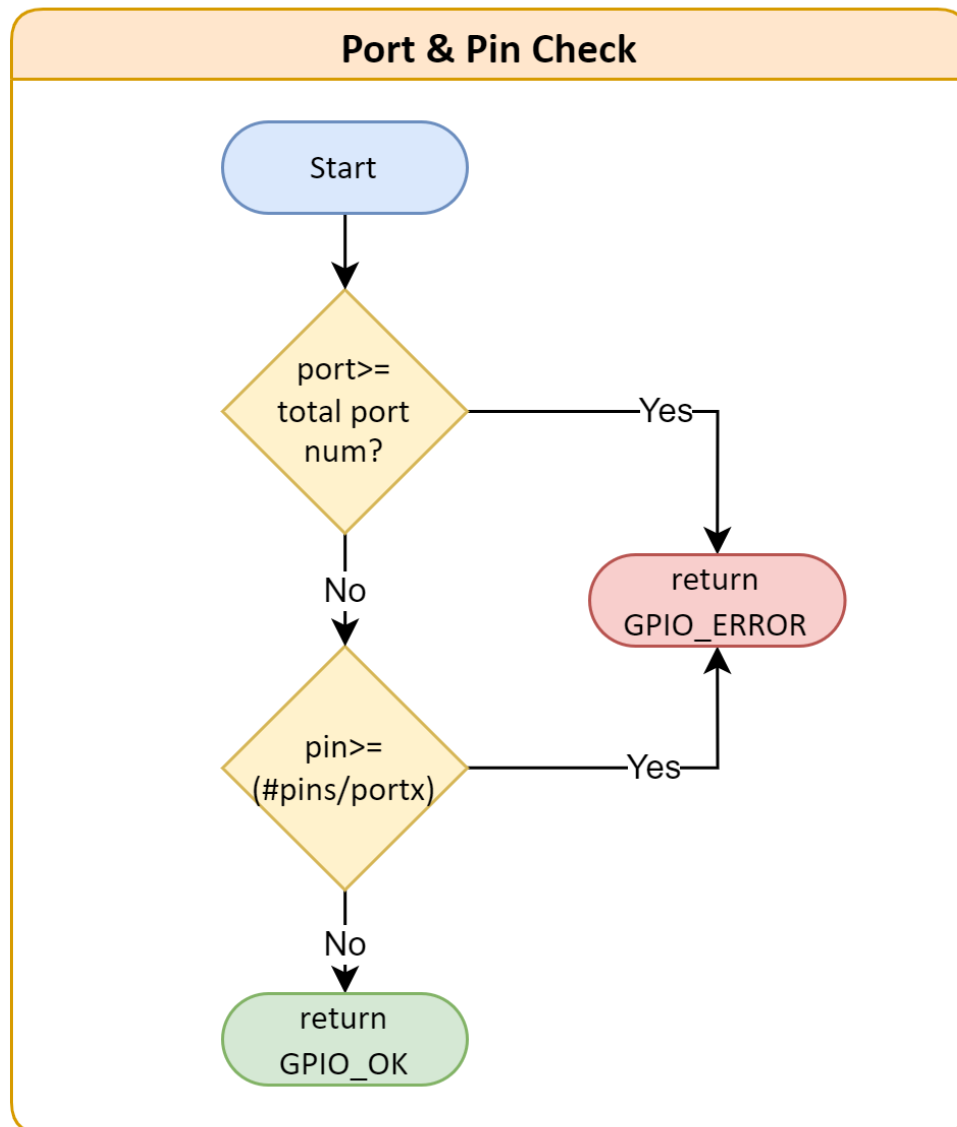 Port & Pin Check
Start
port>=
total port
num?
Yes
No
return
GPIO_ERROR
pin>=
(#pins/portx)
Yes
No
return
GPIO_OK